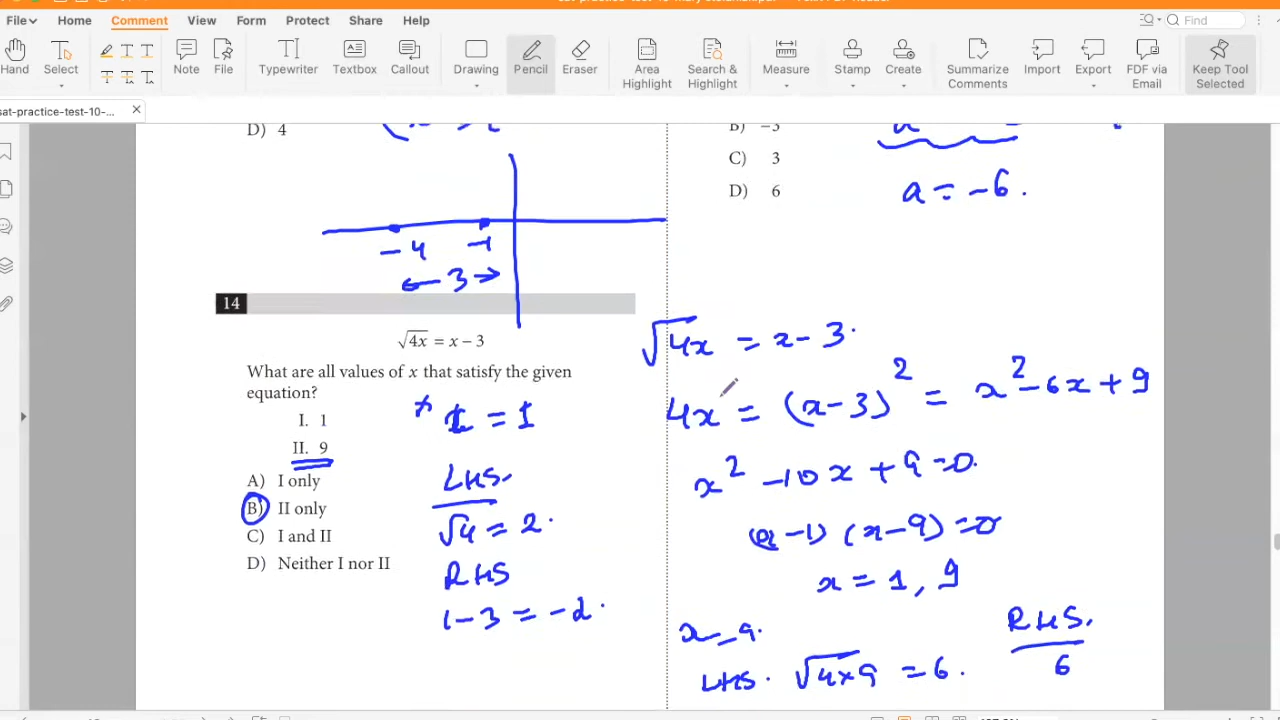 File View Form Protect Share Help
Home
Comment
Find
Hand
Select
Note
File
Typewriter
Textbox
Callout
Drawing
Pencil
Eraser
Area Highlight
Search & Highlight
Measure
Stamp
Create
Summarize Comments
Import
Export
PDF via Email
Keep Tool Selected
sat-practice-test-10-...
D) 4
-4 -1
3
B) -3
C) 3
D) 6
a = -6.
14
√4x = x – 3
What are all values of x that satisfy the given
equation?
I. 1
II. 9
A) I only
B) II only
C) I and II
D) Neither I nor II
x = 1
LHS.
√4 = 2.
RHS
1-3 = -2.
√4x = x-3.
4x = (x-3)² = x²-6x+9
x² -10x +9=0.
(x-1) (x-9)=0
x = 1, 9
x=9.
LHS. √4x9 = 6.
RHS.
6